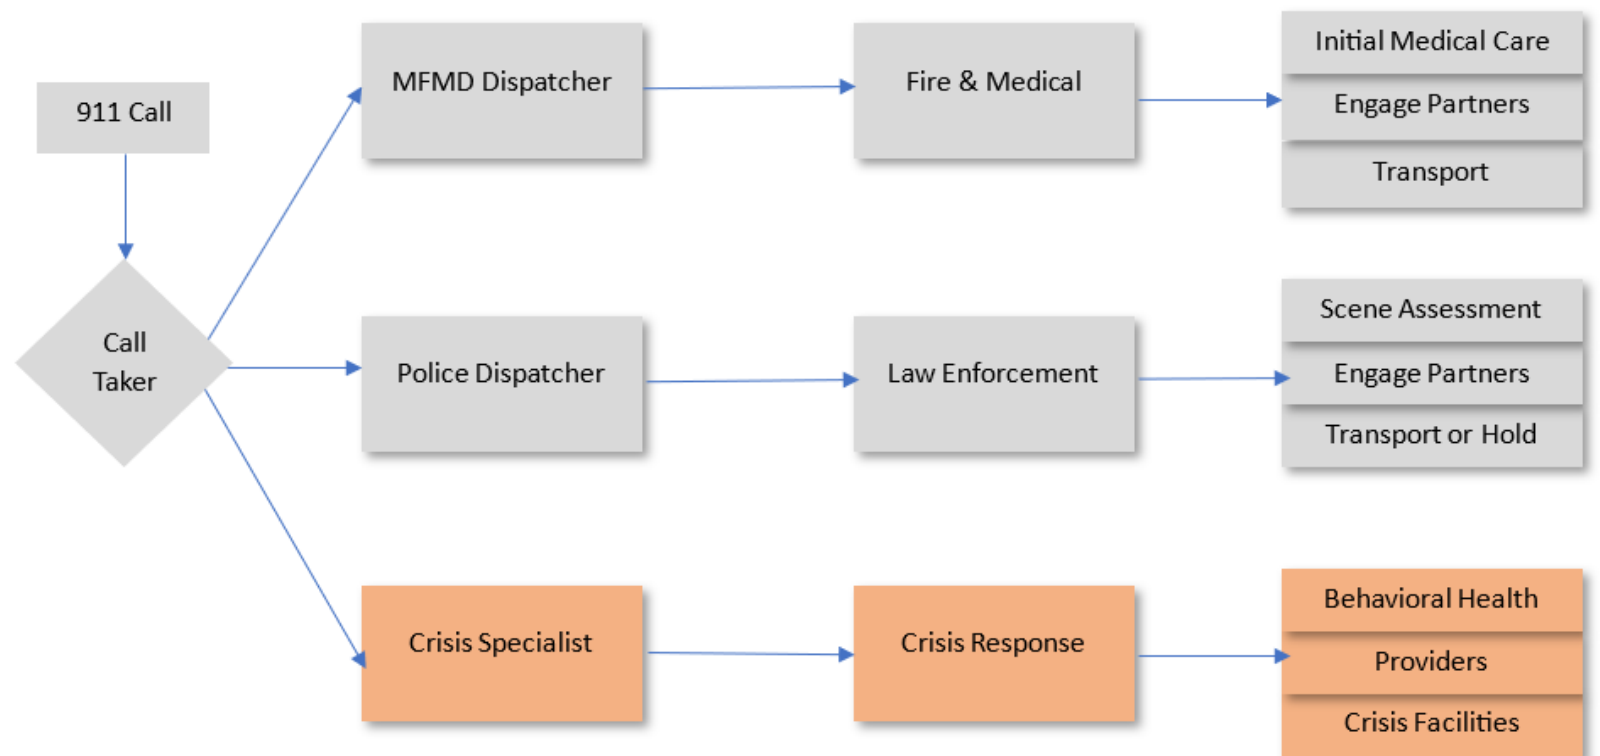 911 Call
Call
Taker
MFMD Dispatcher
Fire & Medical
Initial Medical Care
Engage Partners
Transport
Police Dispatcher
Law Enforcement
Scene Assessment
Engage Partners
Transport or Hold
Crisis Specialist
Crisis Response
Behavioral Health
Providers
Crisis Facilities